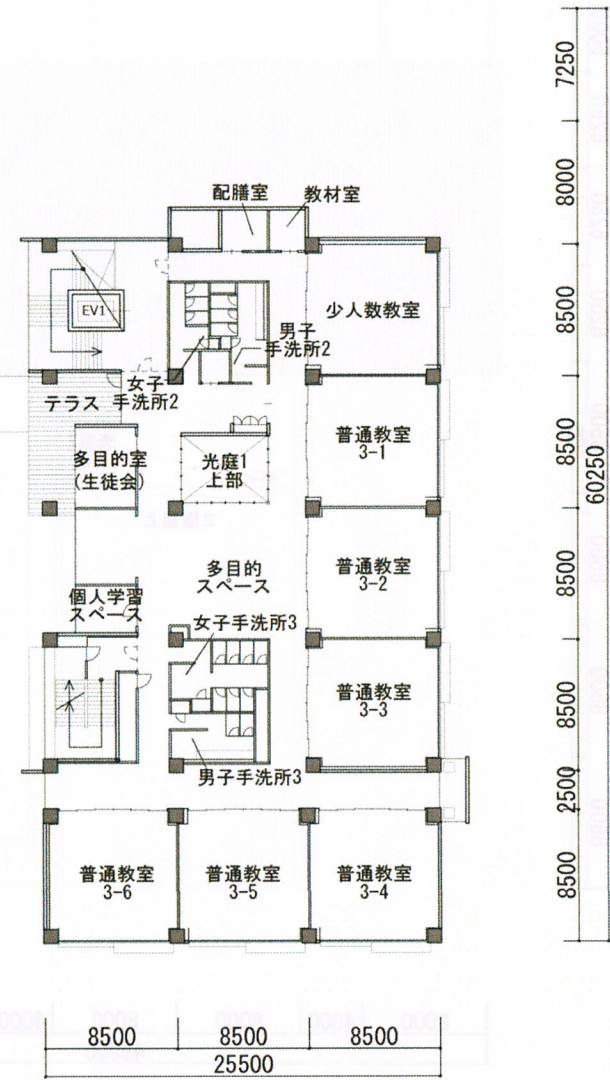 7250
8000
8500
8500
8500
8500
2500
8500
60250
配膳室
教材室
EV1
少人数教室
男子
手洗所2
女子
手洗所2
テラス
普通教室
3-1
多目的室
(生徒会)
光庭1
上部
普通教室
3-2
多目的
スペース
個人学習
スペース
女子手洗所3
普通教室
3-3
男子手洗所3
普通教室
3-6
普通教室
3-5
普通教室
3-4
8500
8500
8500
25500